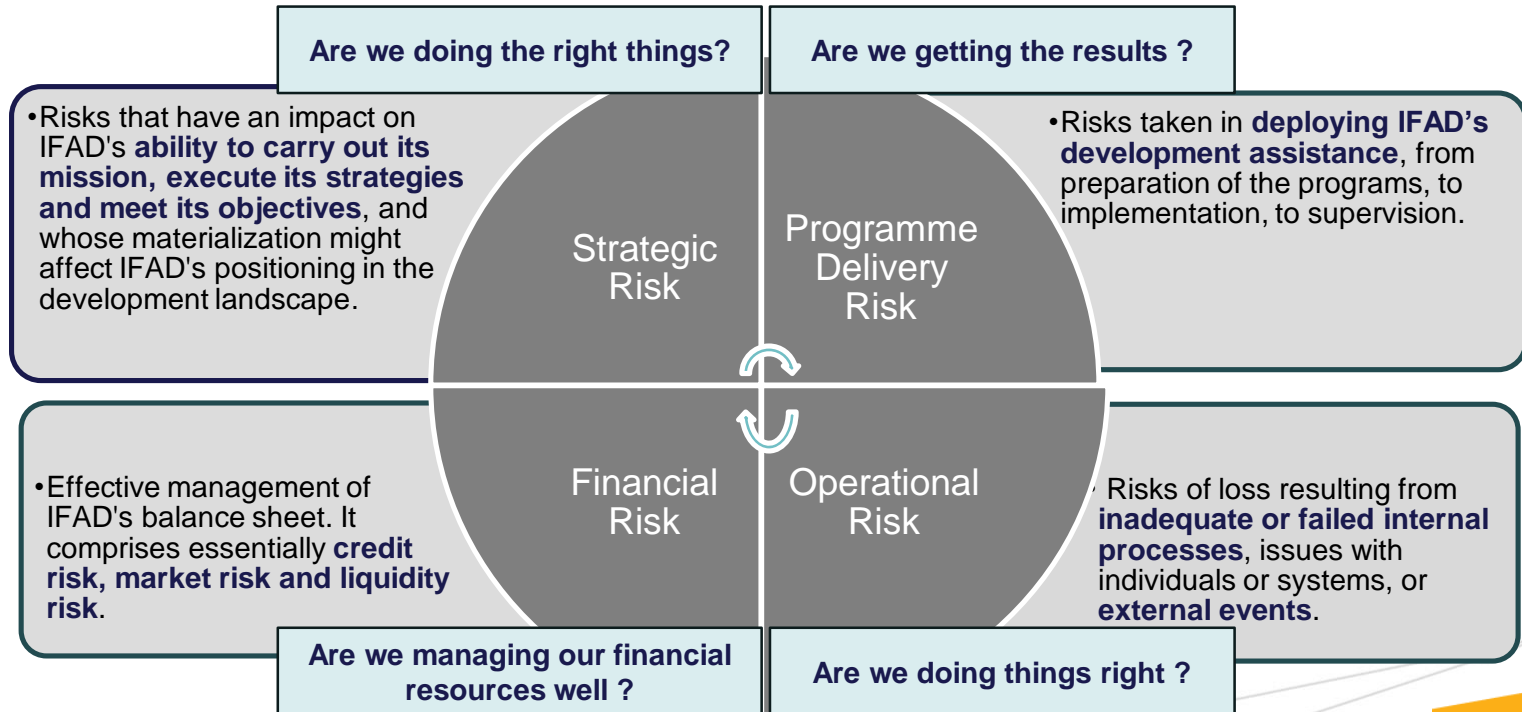 Are we doing the right things?
Are we getting the results ?
•Risks that have an impact on
IFAD's ability to carry out its
mission, execute its strategies
and meet its objectives, and
whose materialization might
affect IFAD's positioning in the
development landscape.
Strategic
Risk
Programme
Delivery
Risk
•Risks taken in deploying IFAD’s
development assistance, from
preparation of the programs, to
implementation, to supervision.
•Effective management of
IFAD's balance sheet. It
comprises essentially credit
risk, market risk and liquidity
risk.
Financial
Risk
Operational
Risk
• Risks of loss resulting from
inadequate or failed internal
processes, issues with
individuals or systems, or
external events.
Are we managing our financial
resources well ?
Are we doing things right ?